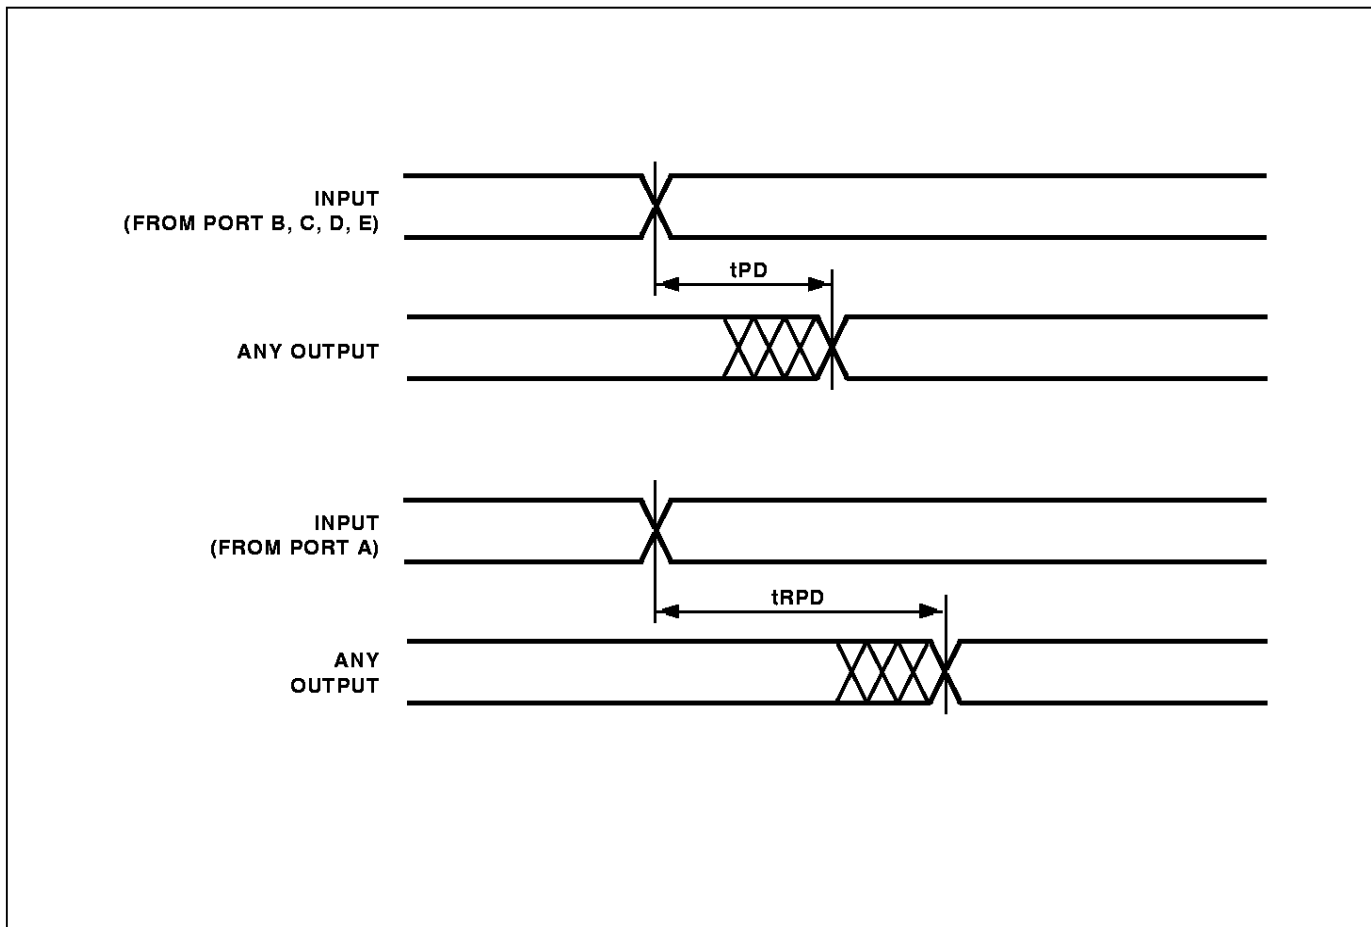 INPUT
(FROM PORT B, C, D, E)
tPD
ANY OUTPUT
INPUT
(FROM PORT A)
tRPD
ANY
OUTPUT